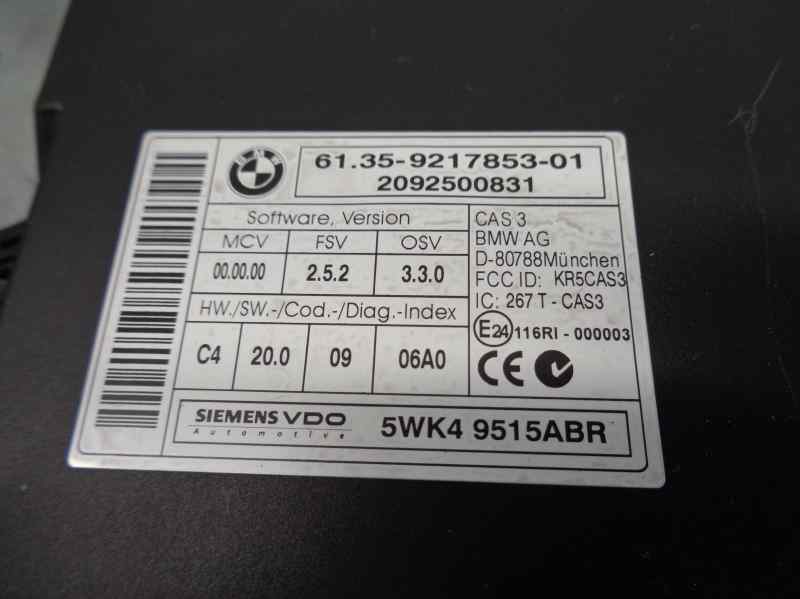 BMW
61.35-9217853-01
2092500831
Software, Version
MCV FSV OSV
00.00.00 2.5.2 3.3.0
HW./SW.-/Cod.-/Diag.-Index
C4 20.0 09 06A0
CAS 3
BMW AG
D-80788München
FCC ID: KR5CAS3
IC: 267 T - CAS3
E24 116RI - 000003
CE
SIEMENS VDO
Automotive
5WK4 9515ABR